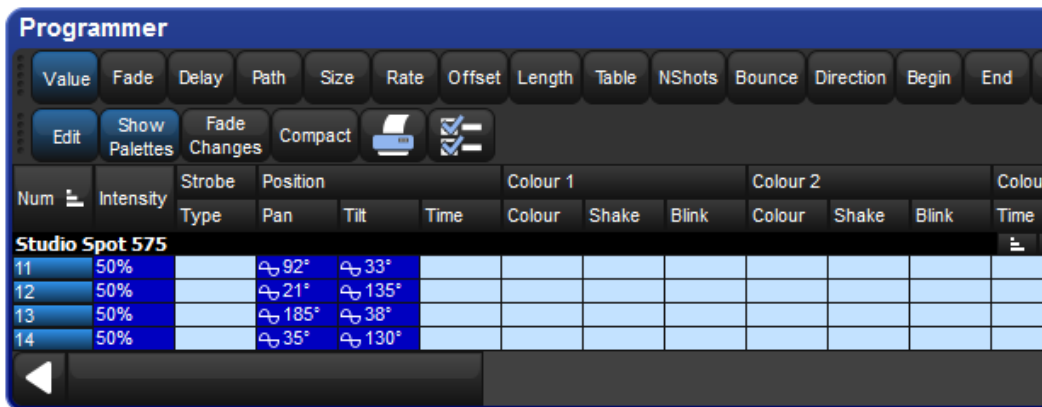 Programmer
Value Fade Delay Path Size Rate Offset Length Table NShots Bounce Direction Begin End
Edit Show Palettes Fade Changes Compact
Num Intensity Strobe Position Colour 1 Colour 2 Colou
Type Pan Tilt Time Colour Shake Blink Colour Shake Blink Time
Studio Spot 575
11 50% 92° 33°
12 50% 21° 135°
13 50% 185° 38°
14 50% 35° 130°